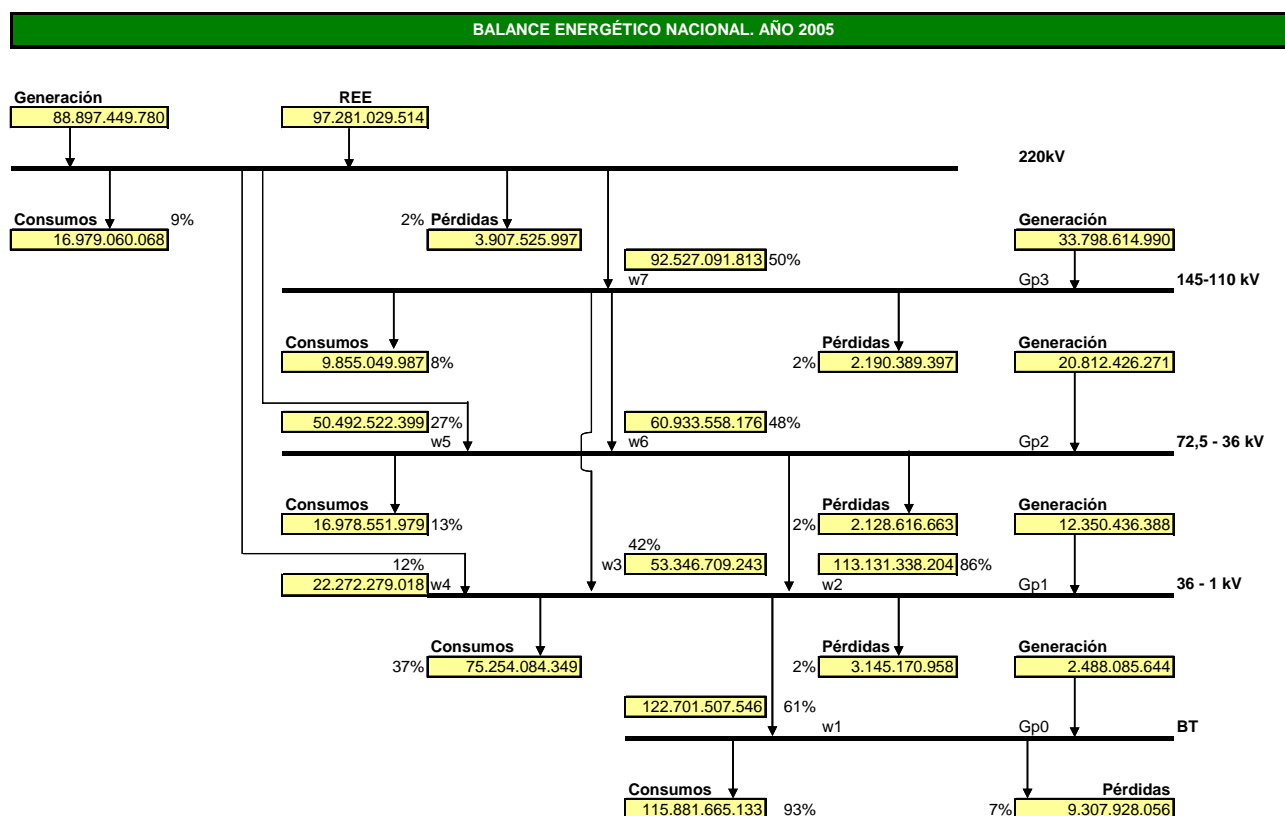 BALANCE ENERGÉTICO NACIONAL. AÑO 2005
Generación REE
88.897.449.780 97.281.029.514
220kV
Consumos 9% 2% Pérdidas Generación
16.979.060.068 3.907.525.997 33.798.614.990
92.527.091.813 50%
w7 Gp3 145-110 kV
Consumos Pérdidas Generación
9.855.049.987 8% 2% 2.190.389.397 20.812.426.271
50.492.522.399 27% 60.933.558.176 48%
w5 w6 Gp2 72,5 - 36 kV
Consumos Pérdidas Generación
16.978.551.979 13% 2% 2.128.616.663 12.350.436.388
42%
12% w3 53.346.709.243 113.131.338.204 86%
22.272.279.018 w4 w2 Gp1 36 - 1 kV
Consumos Pérdidas Generación
37% 75.254.084.349 2% 3.145.170.958 2.488.085.644
122.701.507.546 61%
w1 Gp0 BT
Consumos Pérdidas
115.881.665.133 93% 7% 9.307.928.056